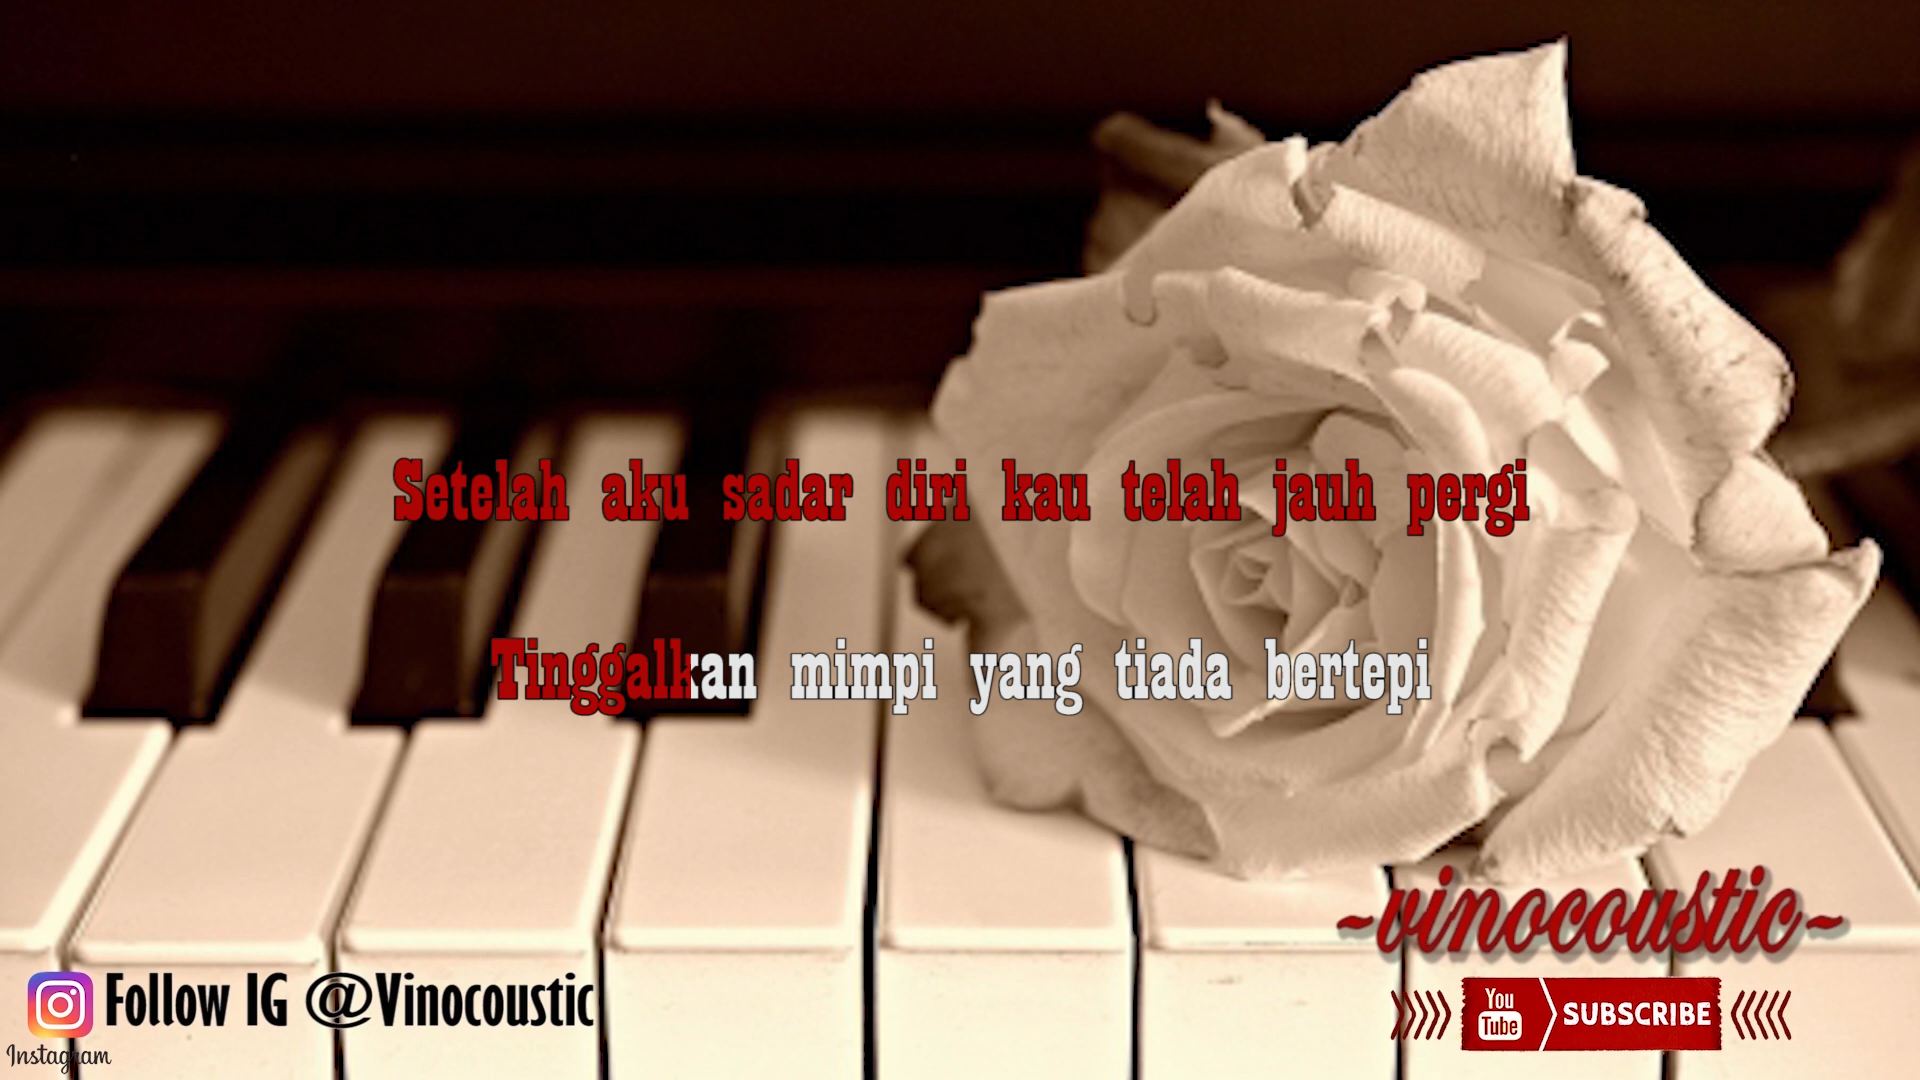 Setelah aku sadar diri kau telah jauh pergi
Tinggalkan mimpi yang tiada bertepi
~vinocoustic~
Follow IG @Vinocoustic
Instagram
You Tube SUBSCRIBE